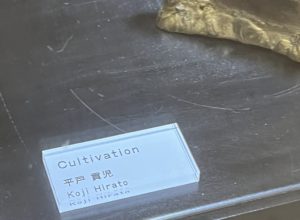 Cultivation
平戸 貢児
Koji Hirato